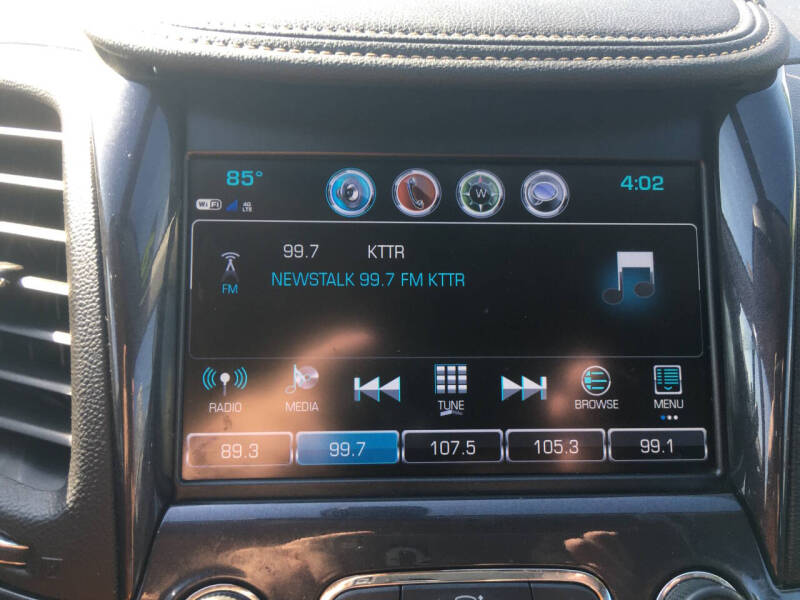 85° 4:02
WiFi 4G LTE
W
99.7 KTTR
NEWSTALK 99.7 FM KTTR
FM
RADIO MEDIA TUNE BROWSE MENU
89.3 99.7 107.5 105.3 99.1